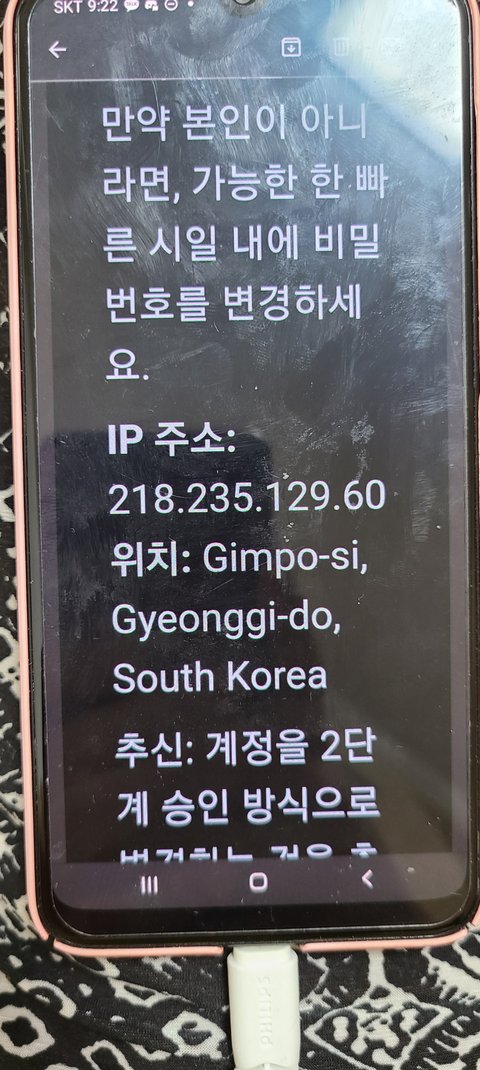 SKT 9:22
만약 본인이 아니
라면, 가능한 한 빠
른 시일 내에 비밀
번호를 변경하세
요.
IP 주소:
218.235.129.60
위치: Gimpo-si,
Gyeonggi-do,
South Korea
추신: 계정을 2단
계 승인 방식으로
PHILIPS